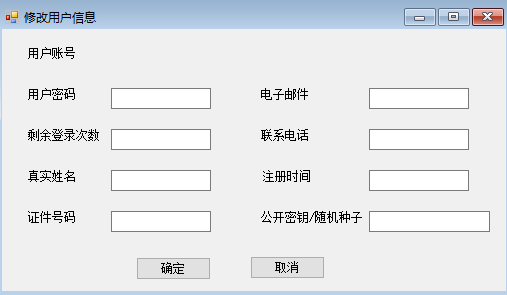 修改用户信息
用户账号
用户密码 电子邮件
剩余登录次数 联系电话
真实姓名 注册时间
证件号码 公开密钥/随机种子
确定 取消